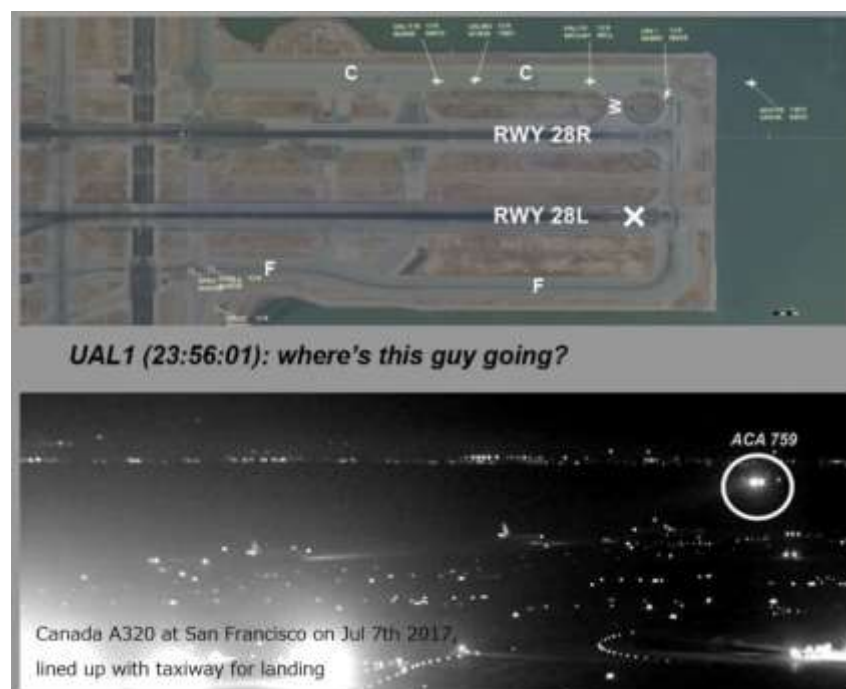 C
C
W
RWY 28R
RWY 28L
F
F
UAL1 (23:56:01): where's this guy going?
ACA 759
Canada A320 at San Francisco on Jul 7th 2017,
lined up with taxiway for landing